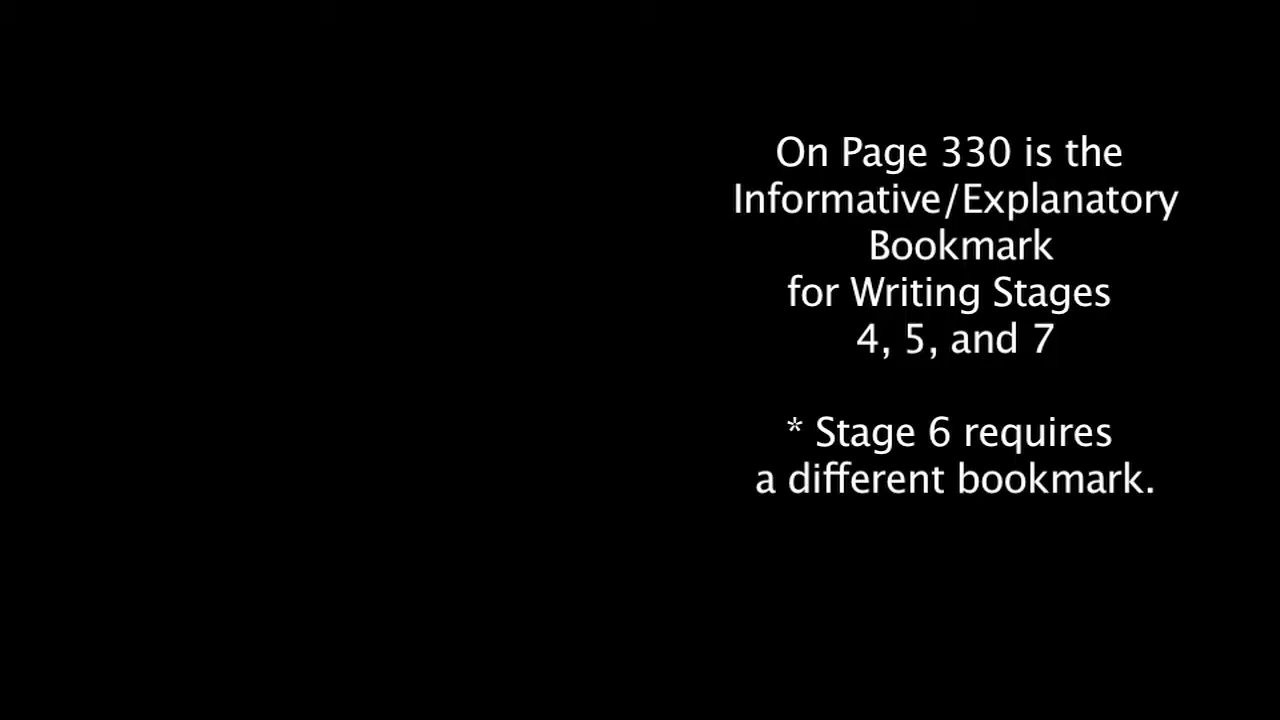 On Page 330 is the
Informative/Explanatory
Bookmark
for Writing Stages
4, 5, and 7
* Stage 6 requires
a different bookmark.